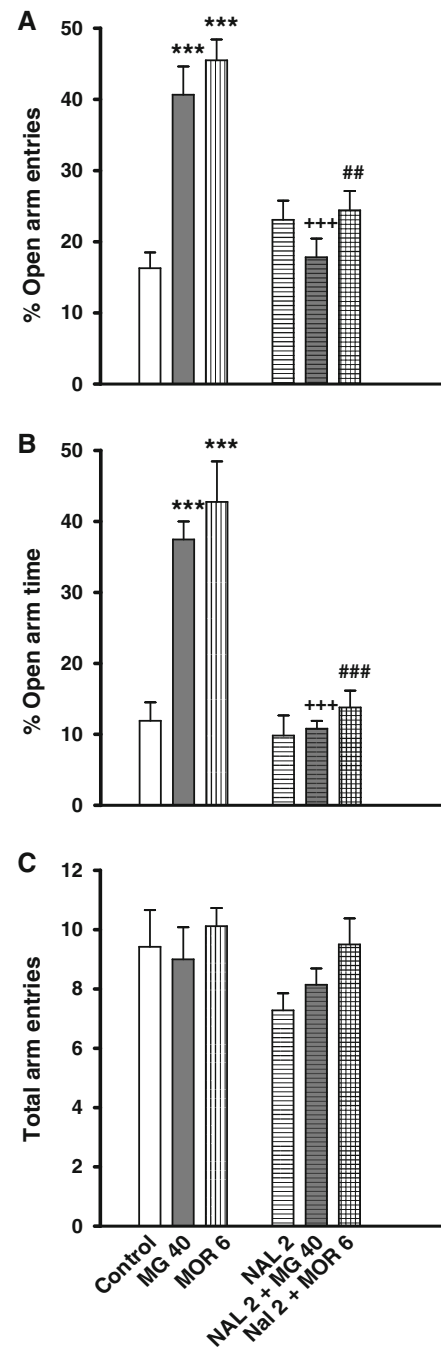 A
% Open arm entries
50
40
30
20
10
0
***
***
+++
##
B
% Open arm time
50
40
30
20
10
0
***
***
+++
###
C
Total arm entries
12
10
8
6
4
2
0
Control
MG 40
MOR 6
NAL 2
NAL 2 + MG 40
Nal 2 + MOR 6